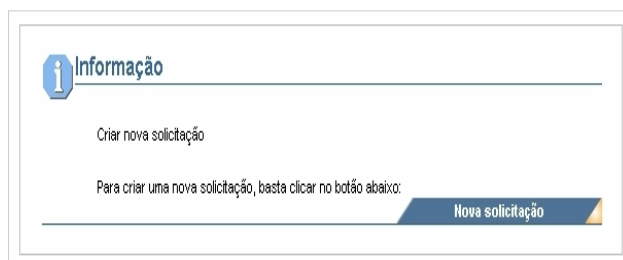 Informação
Criar nova solicitação
Para criar uma nova solicitação, basta clicar no botão abaixo:
Nova solicitação